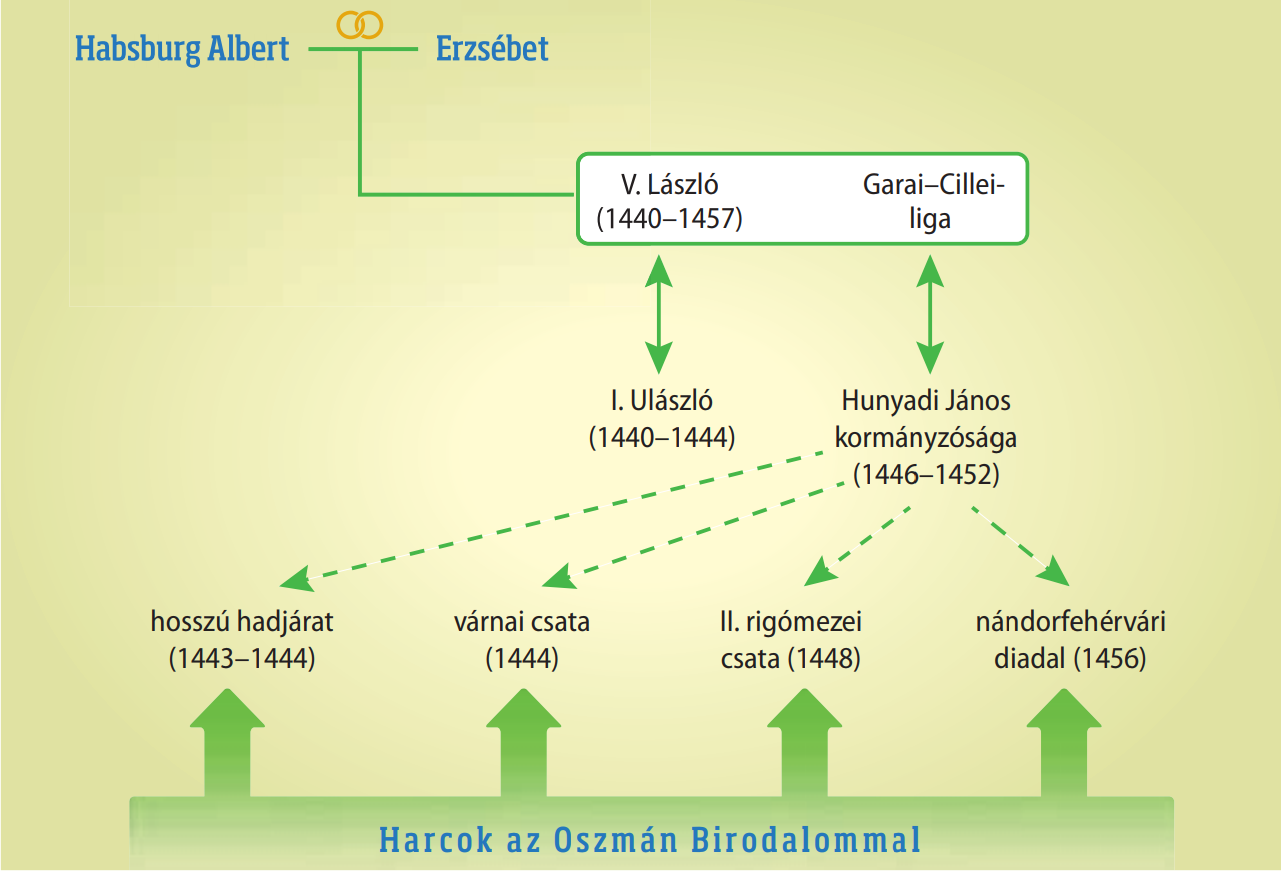 Habsburg Albert
Erzsébet
V. László
(1440–1457)
Garai–Cillei-
liga
I. Ulászló
(1440–1444)
Hunyadi János
kormányzósága
(1446–1452)
hosszú hadjárat
(1443–1444)
várnai csata
(1444)
II. rigómezei
csata (1448)
nándorfehérvári
diadal (1456)
Harcok az Oszmán Birodalommal